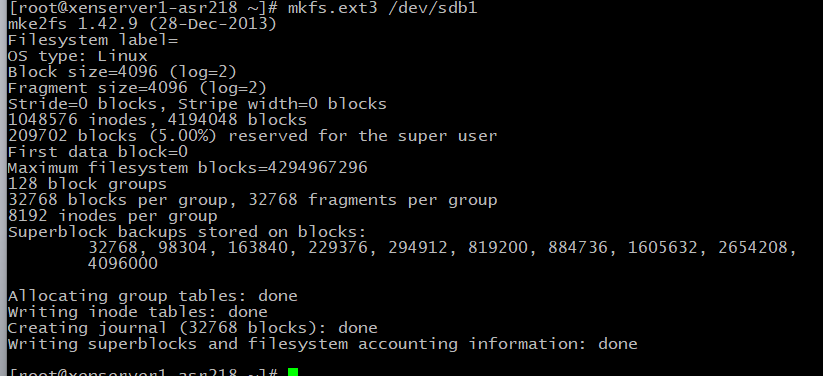 [root@xenserver1-asr218 ~]# mkfs.ext3 /dev/sdb1
mke2fs 1.42.9 (28-Dec-2013)
Filesystem label=
OS type: Linux
Block size=4096 (log=2)
Fragment size=4096 (log=2)
Stride=0 blocks, Stripe width=0 blocks
1048576 inodes, 4194048 blocks
209702 blocks (5.00%) reserved for the super user
First data block=0
Maximum filesystem blocks=4294967296
128 block groups
32768 blocks per group, 32768 fragments per group
8192 inodes per group
Superblock backups stored on blocks:
32768, 98304, 163840, 229376, 294912, 819200, 884736, 1605632, 2654208,
4096000
Allocating group tables: done
Writing inode tables: done
Creating journal (32768 blocks): done
Writing superblocks and filesystem accounting information: done
[root@xenserver1-asr218 ~]#